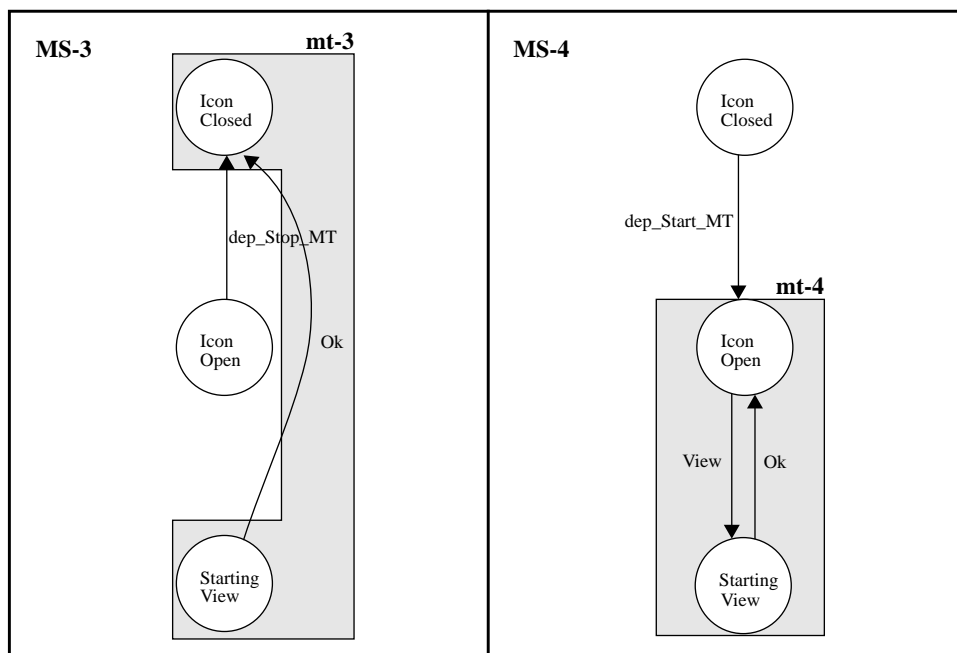 MS-3
mt-3
Icon
Closed
dep_Stop_MT
Icon
Open
Ok
Starting
View
MS-4
Icon
Closed
dep_Start_MT
mt-4
Icon
Open
View
Ok
Starting
View